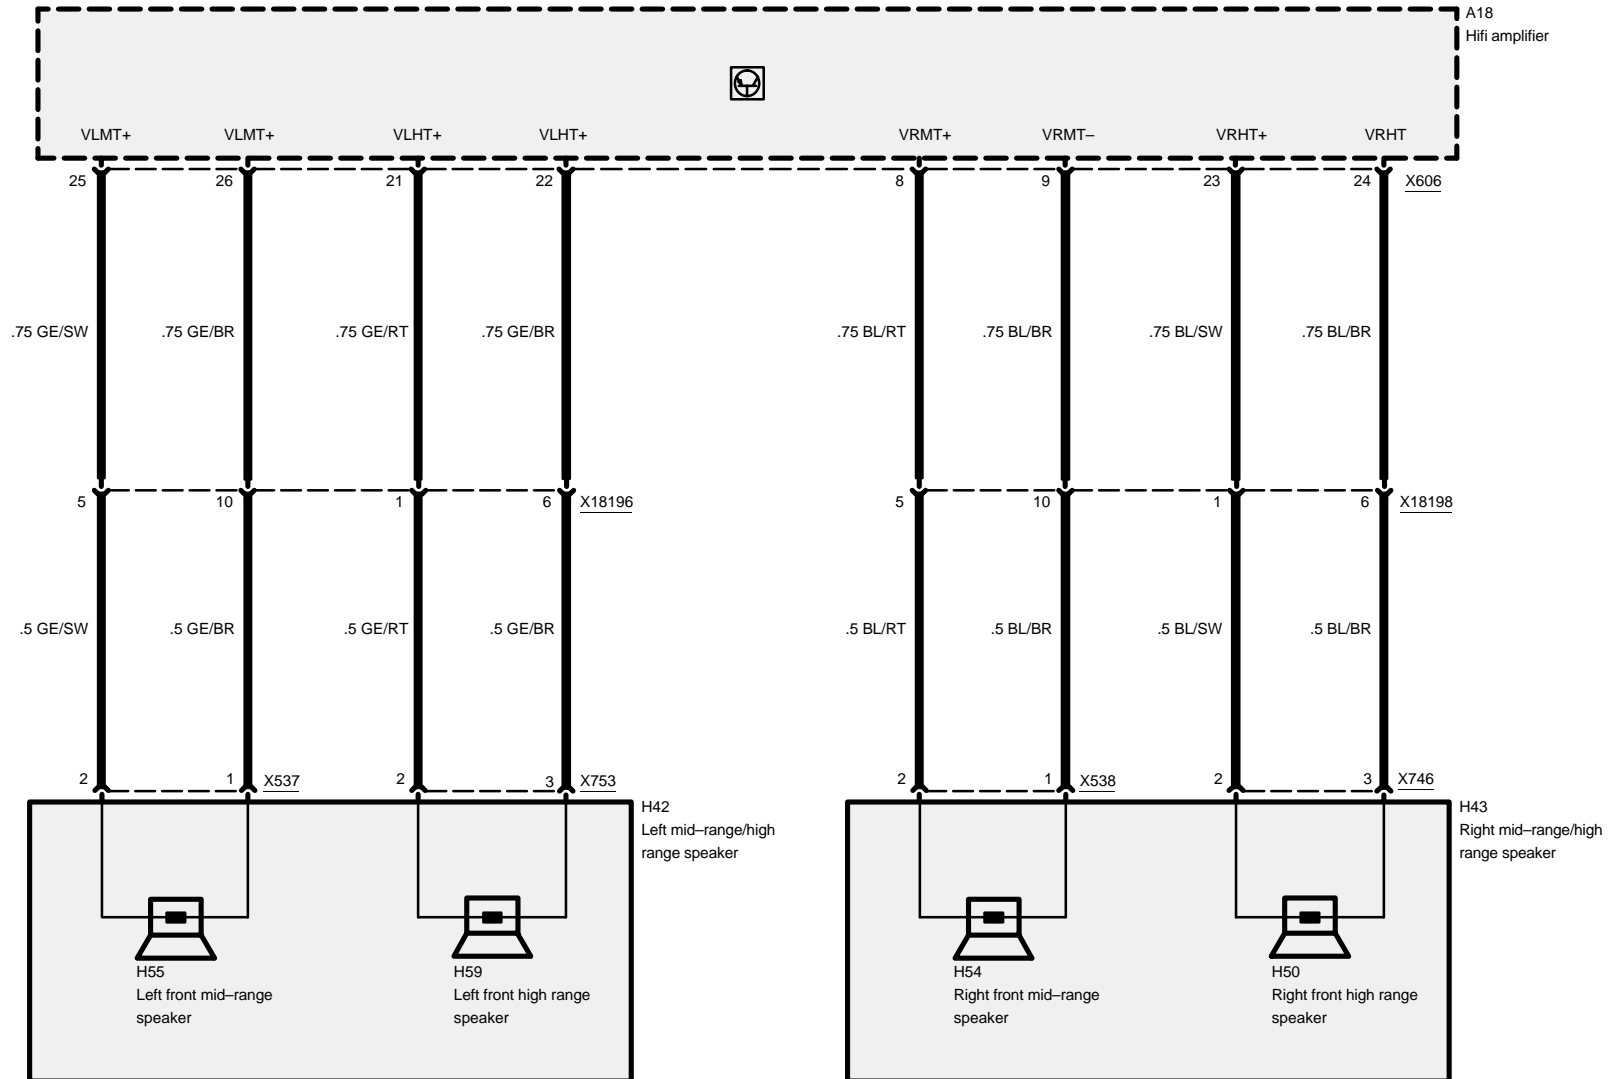 A18
Hifi amplifier
VLMT+ VLMT+ VLHT+ VLHT+ VRMT+ VRMT– VRHT+ VRHT
25 26 21 22 8 9 23 24 X606
.75 GE/SW .75 GE/BR .75 GE/RT .75 GE/BR .75 BL/RT .75 BL/BR .75 BL/SW .75 BL/BR
5 10 1 6 X18196 5 10 1 6 X18198
.5 GE/SW .5 GE/BR .5 GE/RT .5 GE/BR .5 BL/RT .5 BL/BR .5 BL/SW .5 BL/BR
2 1 X537 2 3 X753 2 1 X538 2 3 X746
H42
Left mid–range/high
range speaker
H43
Right mid–range/high
range speaker
H55
Left front mid–range
speaker
H59
Left front high range
speaker
H54
Right front mid–range
speaker
H50
Right front high range
speaker